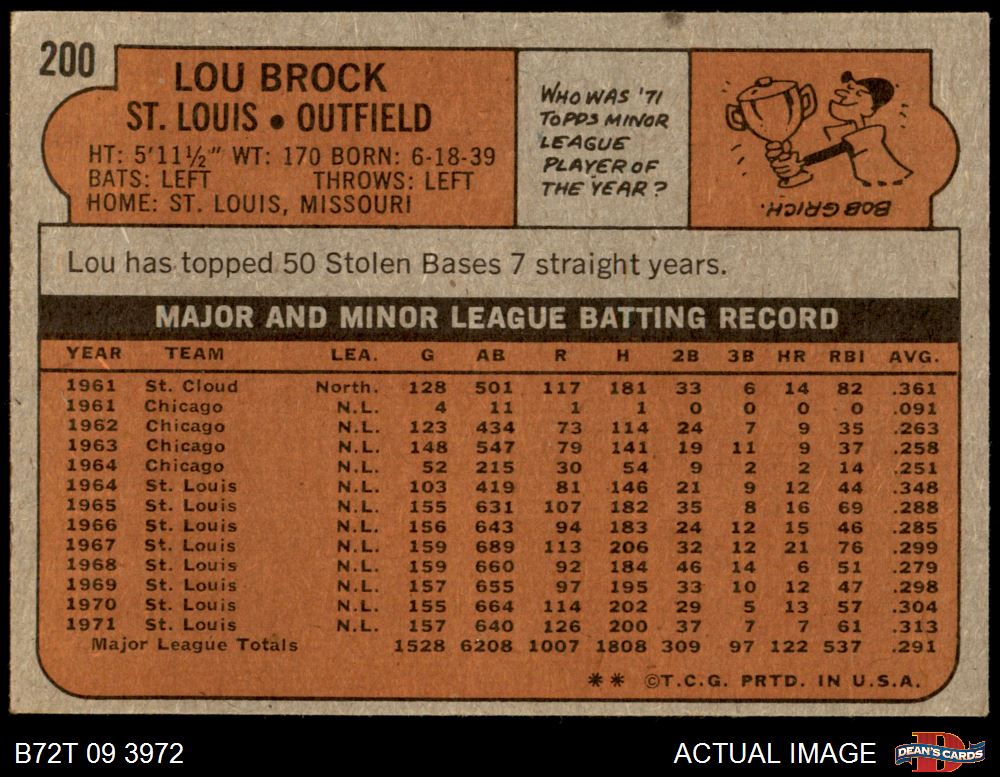 200
LOU BROCK
ST. LOUIS • OUTFIELD
HT: 5'11½" WT: 170 BORN: 6-18-39
BATS: LEFT THROWS: LEFT
HOME: ST. LOUIS, MISSOURI
WHO WAS '71
TOPPS MINOR
LEAGUE
PLAYER OF
THE YEAR?
BOB GRICH.
Lou has topped 50 Stolen Bases 7 straight years.
MAJOR AND MINOR LEAGUE BATTING RECORD
YEAR TEAM LEA. G AB R H 2B 3B HR RBI AVG.
1961 St. Cloud North. 128 501 117 181 33 6 14 82 .361
1961 Chicago N.L. 4 11 1 1 0 0 0 0 .091
1962 Chicago N.L. 123 434 73 114 24 7 9 35 .263
1963 Chicago N.L. 148 547 79 141 19 11 9 37 .258
1964 Chicago N.L. 52 215 30 54 9 2 2 14 .251
1964 St. Louis N.L. 103 419 81 146 21 9 12 44 .348
1965 St. Louis N.L. 155 631 107 182 35 8 16 69 .288
1966 St. Louis N.L. 156 643 94 183 24 12 15 46 .285
1967 St. Louis N.L. 159 689 113 206 32 12 21 76 .299
1968 St. Louis N.L. 159 660 92 184 46 14 6 51 .279
1969 St. Louis N.L. 157 655 97 195 33 10 12 47 .298
1970 St. Louis N.L. 155 664 114 202 29 5 13 57 .304
1971 St. Louis N.L. 157 640 126 200 37 7 7 61 .313
Major League Totals 1528 6208 1007 1808 309 97 122 537 .291
** ©T.C.G. PRTD. IN U.S.A.
B72T 09 3972 ACTUAL IMAGE D DEAN'S CARDS